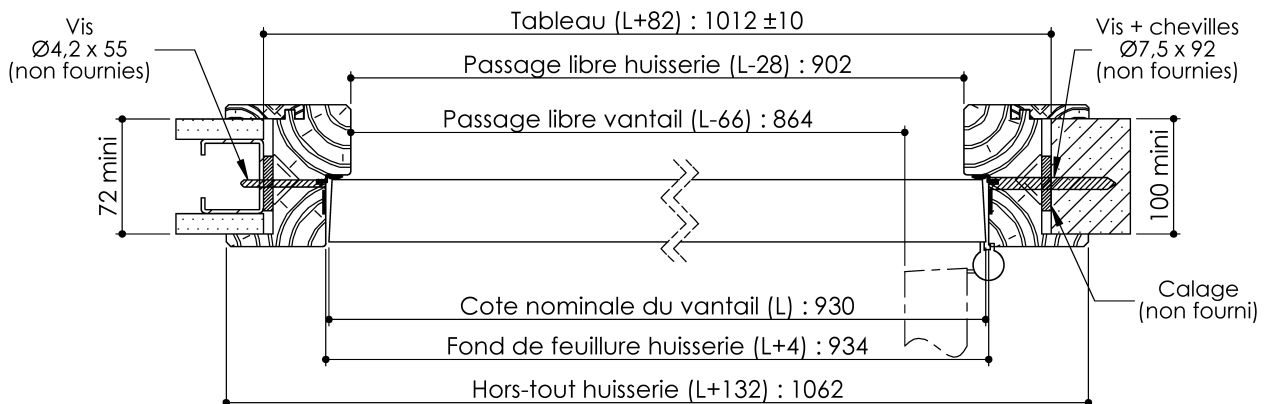 Tableau (L+82) : 1012 ±10
Vis
Ø4,2 x 55
(non fournies)
Vis + chevilles
Ø7,5 x 92
(non fournies)
Passage libre huisserie (L-28) : 902
Passage libre vantail (L-66) : 864
72 mini
100 mini
Calage
(non fourni)
Cote nominale du vantail (L) : 930
Fond de feuillure huisserie (L+4) : 934
Hors-tout huisserie (L+132) : 1062